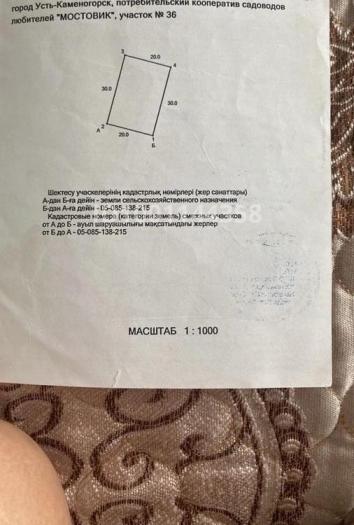 город Усть-Каменогорск, потребительский кооператив садоводов
любителей "МОСТОВИК", участок № 36
3
20.0
4
30.0
30.0
А
2
20.0
1
Б
Шектесу учаскелерінің кадастрлық нөмірлері (жер санаттары)
А-дан Б-ға дейін - земли сельскохозяйственного назначения
Б-дан А-ға дейін - 05-085-138-215
Кадастровые номера (категории земель) смежных участков
от А до Б - ауыл шаруашылығы мақсатындағы жерлер
от Б до А - 05-085-138-215
МАСШТАБ 1 : 1000